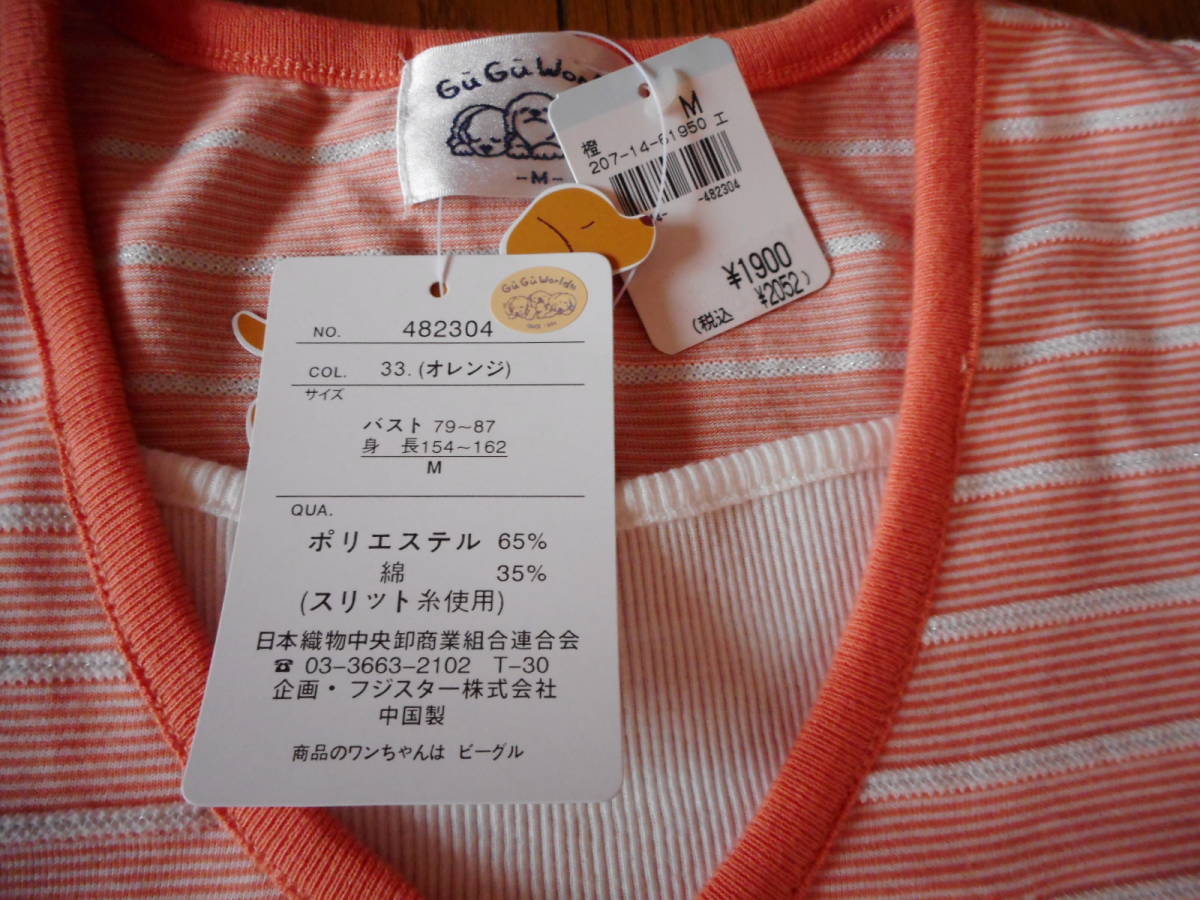 GüGüWorld
-M-
M
橙
207-14-61950 エ
-482304
¥1900
(税込 ¥2052)
GüGüWorld
NO. 482304
COL. 33.(オレンジ)
サイズ
バスト 79~87
身 長154~162
M
QUA.
ポリエステル 65%
綿 35%
(スリット糸使用)
日本織物中央卸商業組合連合会
☎ 03-3663-2102 T-30
企画・フジスター株式会社
中国製
商品のワンちゃんは ビーグル